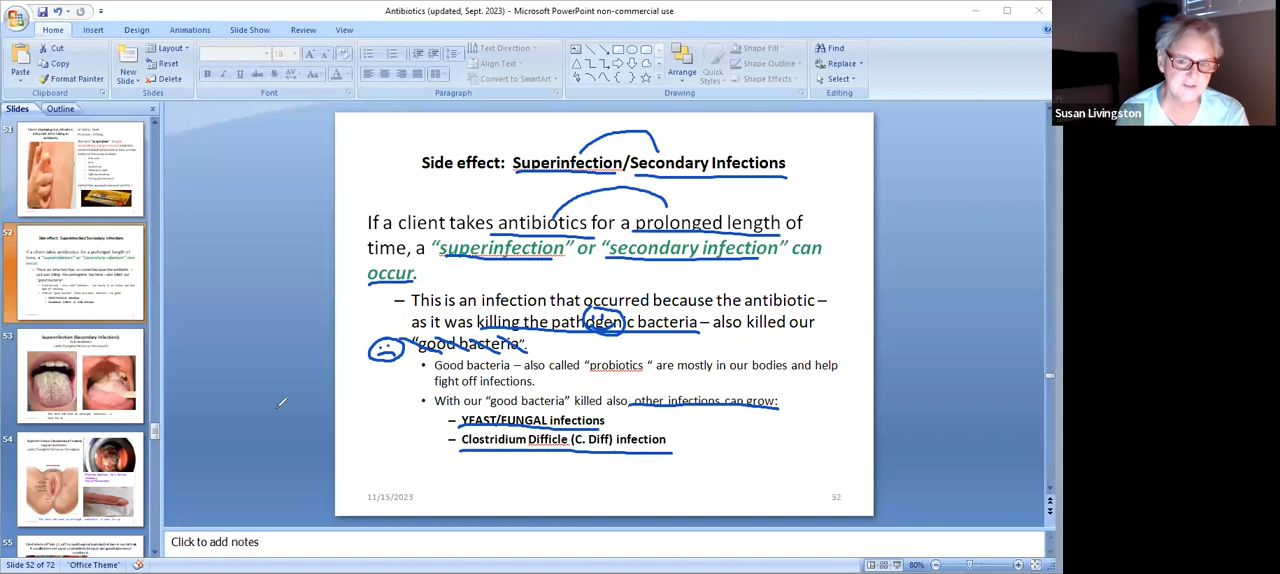 Antibiotics (updated, Sept. 2023) - Microsoft PowerPoint non-commercial use
Home Insert Design Animations Slide Show Review View
Cut
Copy
Format Painter
Paste
Clipboard
New
Slide
Layout
Reset
Delete
Slides
18
Font
Text Direction
Align Text
Convert to SmartArt
Paragraph
Arrange
Quick
Styles
Shape Fill
Shape Outline
Shape Effects
Drawing
Find
Replace
Select
Editing
Susan Livingston
Slides Outline
51
52
53
54
55
Side effect: Superinfection/Secondary Infections
If a client takes antibiotics for a prolonged length of
time, a “superinfection” or “secondary infection” can
occur.
– This is an infection that occurred because the antibiotic –
as it was killing the pathogenic bacteria – also killed our
“good bacteria”.
• Good bacteria – also called “probiotics “ are mostly in our bodies and help
fight off infections.
• With our “good bacteria” killed also, other infections can grow:
– YEAST/FUNGAL infections
– Clostridium Difficle (C. Diff) infection
11/15/2023 52
Click to add notes
Slide 52 of 72 "Office Theme" 80%